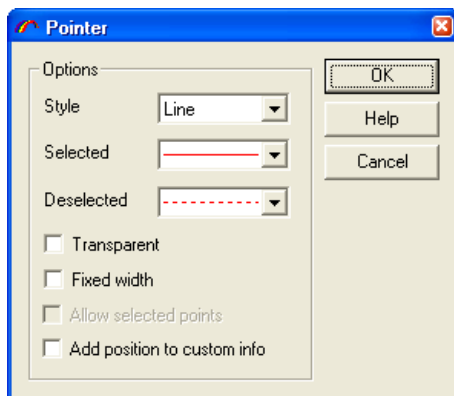 Pointer
Options
Style
Line
Selected
Deselected
Transparent
Fixed width
Allow selected points
Add position to custom info
OK
Help
Cancel